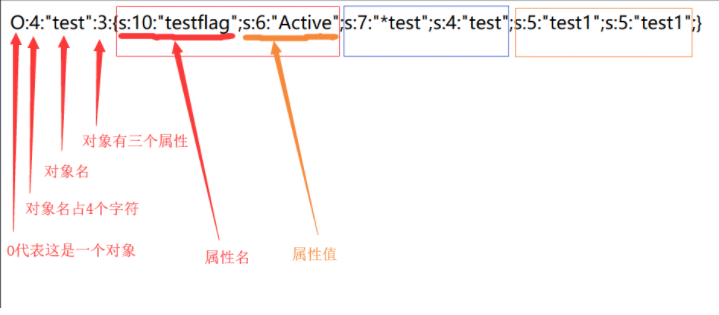 O:4:"test":3:{s:10:"testflag";s:6:"Active";s:7:"*test";s:4:"test";s:5:"test1";s:5:"test1";}
对象有三个属性
对象名
对象名占4个字符
O代表这是一个对象
属性名
属性值